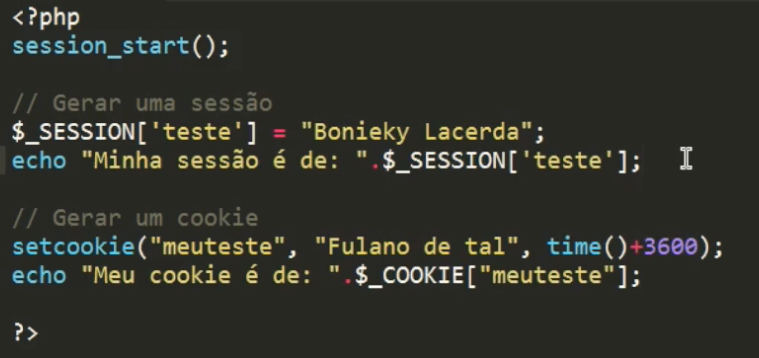 <?php
session_start();
// Gerar uma sessão
$_SESSION['teste'] = "Bonieky Lacerda";
echo "Minha sessão é de: ".$_SESSION['teste'];
// Gerar um cookie
setcookie("meuteste", "Fulano de tal", time()+3600);
echo "Meu cookie é de: ".$_COOKIE["meuteste"];
?>